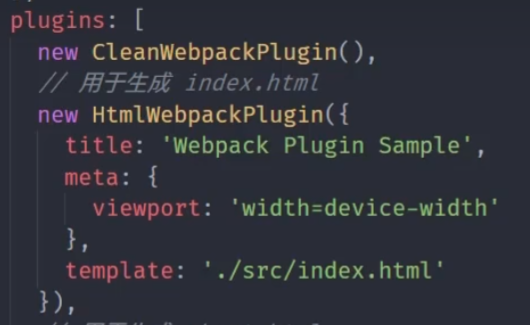 plugins: [
new CleanWebpackPlugin(),
// 用于生成 index.html
new HtmlWebpackPlugin({
title: 'Webpack Plugin Sample',
meta: {
viewport: 'width=device-width'
},
template: './src/index.html'
}),